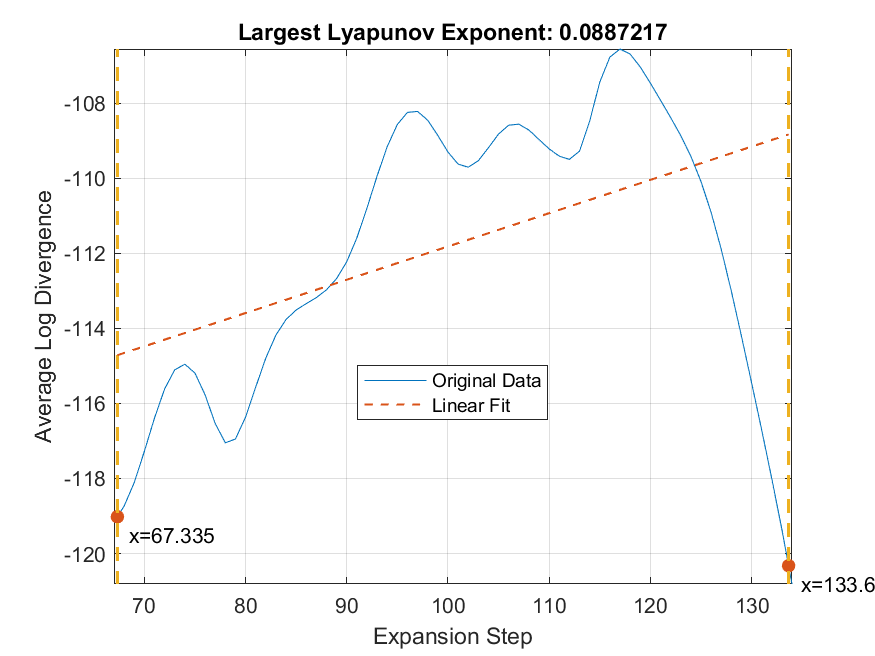 Largest Lyapunov Exponent: 0.0887217
-108
-110
-112
-114
-116
-118
-120
Average Log Divergence
Original Data
Linear Fit
x=67.335
x=133.6
70 80 90 100 110 120 130
Expansion Step